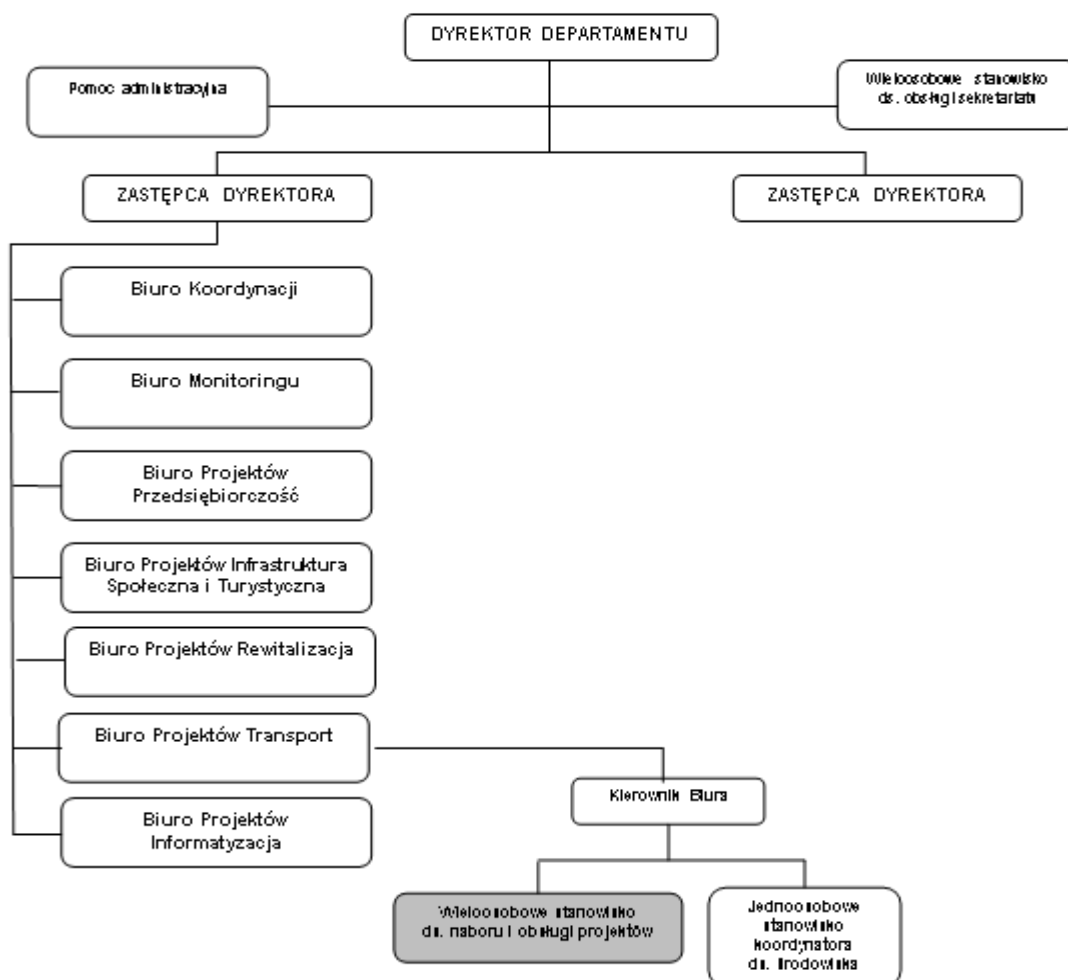 DYREKTOR DEPARTAMENTU
Pomoc administracyjna
Wieloosobowe stanowisko
ds. obsługi sekretariatu
ZASTĘPCA DYREKTORA
ZASTĘPCA DYREKTORA
Biuro Koordynacji
Biuro Monitoringu
Biuro Projektów
Przedsiębiorczość
Biuro Projektów Infrastruktura
Społeczna i Turystyczna
Biuro Projektów Rewitalizacja
Biuro Projektów Transport
Kierownik Biura
Biuro Projektów
Informatyzacja
Wieloosobowe stanowisko
ds. naboru i obsługi projektów
Jednoosobowe
stanowisko
koordynatora
ds. środowiska